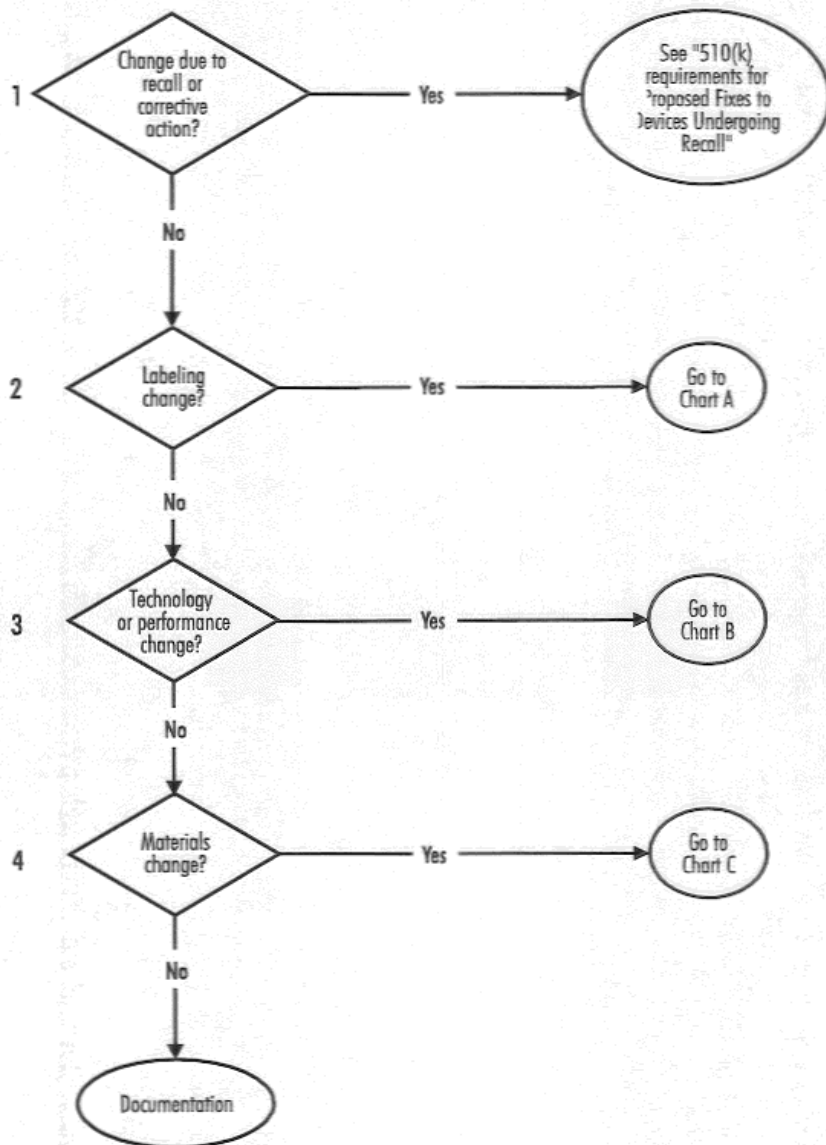 1
Change due to
recall or
corrective
action?
Yes
See "510(k)
requirements for
Proposed Fixes to
Devices Undergoing
Recall"
No
2
Labeling
change?
Yes
Go to
Chart A
No
3
Technology
or performance
change?
Yes
Go to
Chart B
No
4
Materials
change?
Yes
Go to
Chart C
No
Documentation